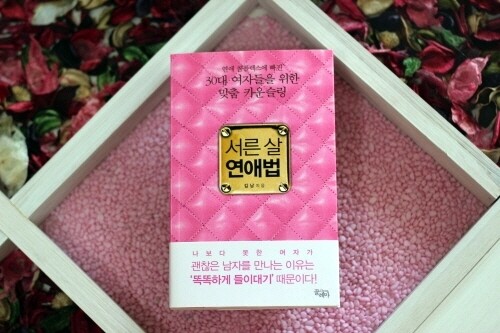 연애 콤플렉스에 빠진
30대 여자들을 위한
맞춤 카운슬링
서른 살
연애법
나보다 못한 여자가
괜찮은 남자를 만나는 이유는
'똑똑하게 들이대기' 때문이다!